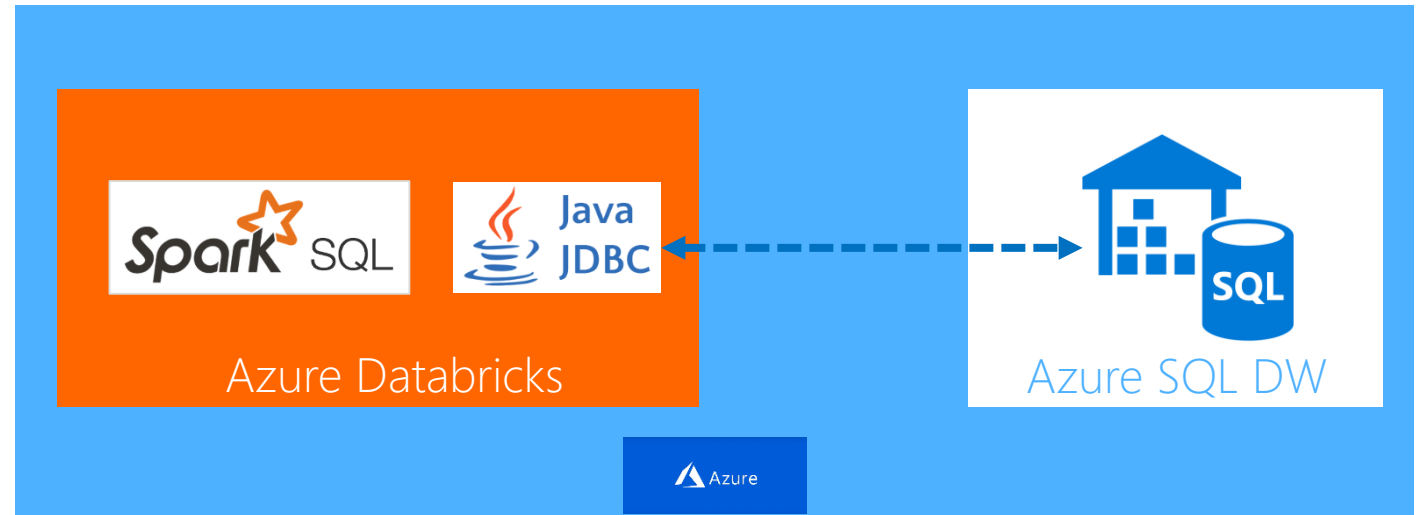 Spark SQL
Java
JDBC
SQL
Azure Databricks
Azure SQL DW
Azure